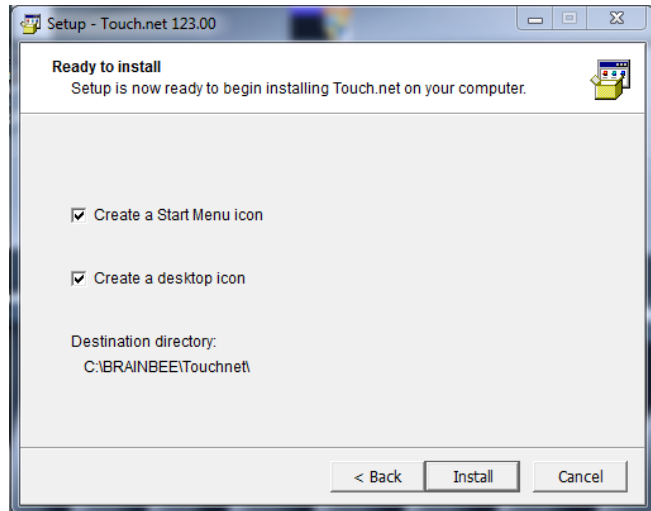 Setup - Touch.net 123.00
Ready to install
Setup is now ready to begin installing Touch.net on your computer.
Create a Start Menu icon
Create a desktop icon
Destination directory:
C:\BRAINBEE\Touchnet\
< Back Install Cancel